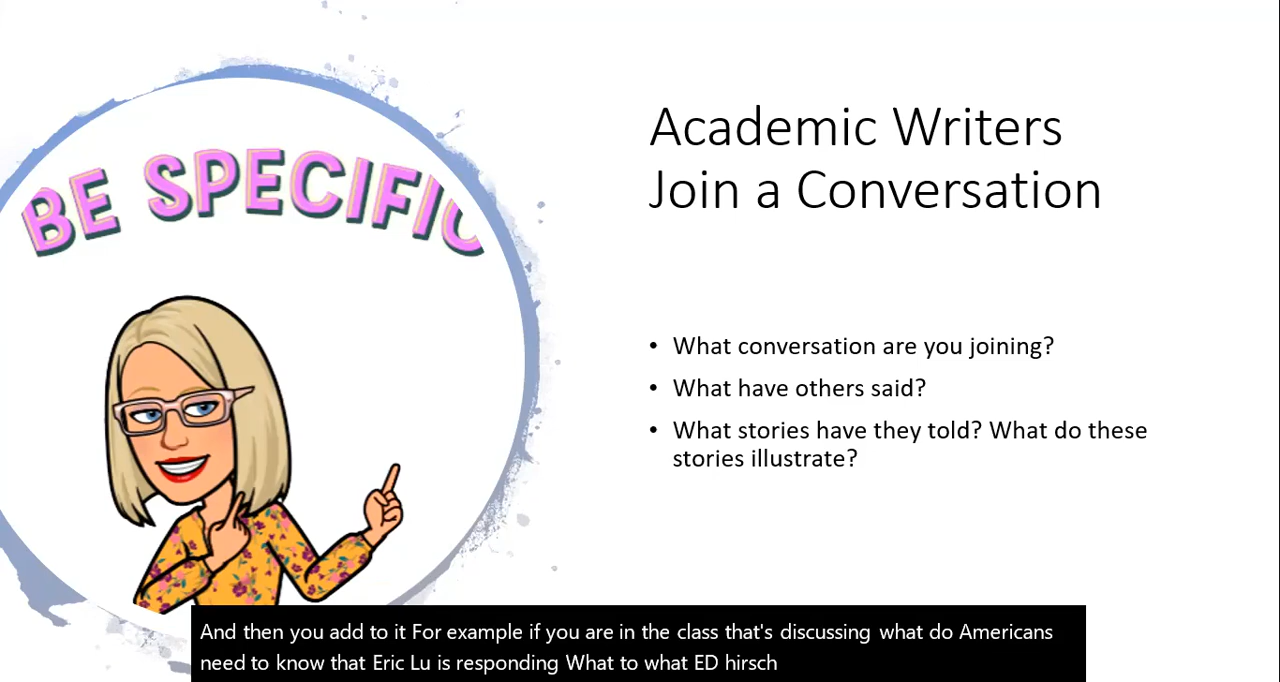 BE SPECIFIC
Academic Writers
Join a Conversation
• What conversation are you joining?
• What have others said?
• What stories have they told? What do these
stories illustrate?
And then you add to it For example if you are in the class that's discussing what do Americans
need to know that Eric Lu is responding What to what ED hirsch